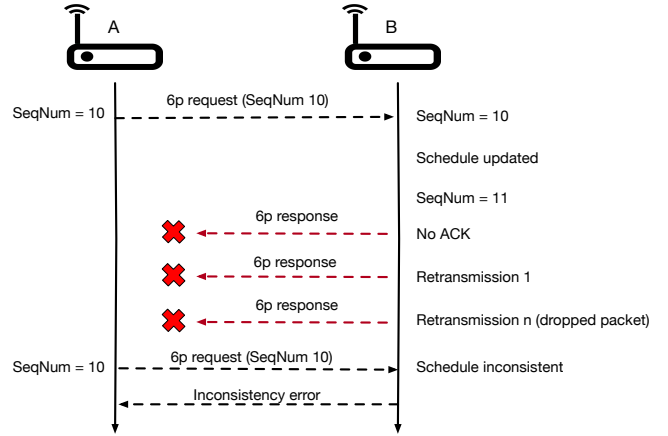 A
B
6p request (SeqNum 10)
SeqNum = 10
SeqNum = 10
Schedule updated
SeqNum = 11
6p response
No ACK
6p response
Retransmission 1
6p response
Retransmission n (dropped packet)
6p request (SeqNum 10)
SeqNum = 10
Schedule inconsistent
Inconsistency error